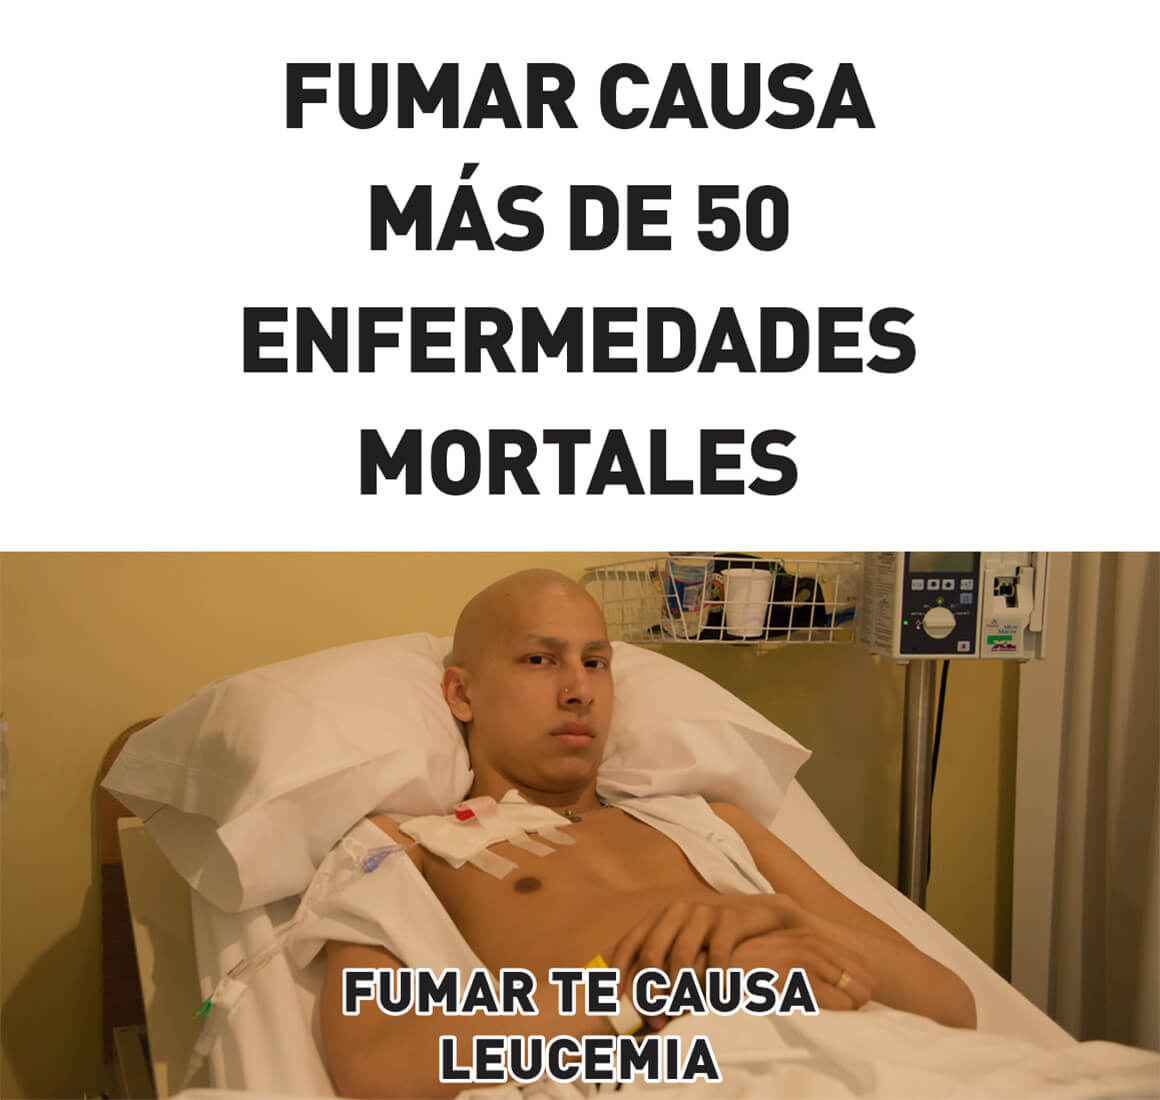 FUMAR CAUSA
MÁS DE 50
ENFERMEDADES
MORTALES
FUMAR TE CAUSA
LEUCEMIA